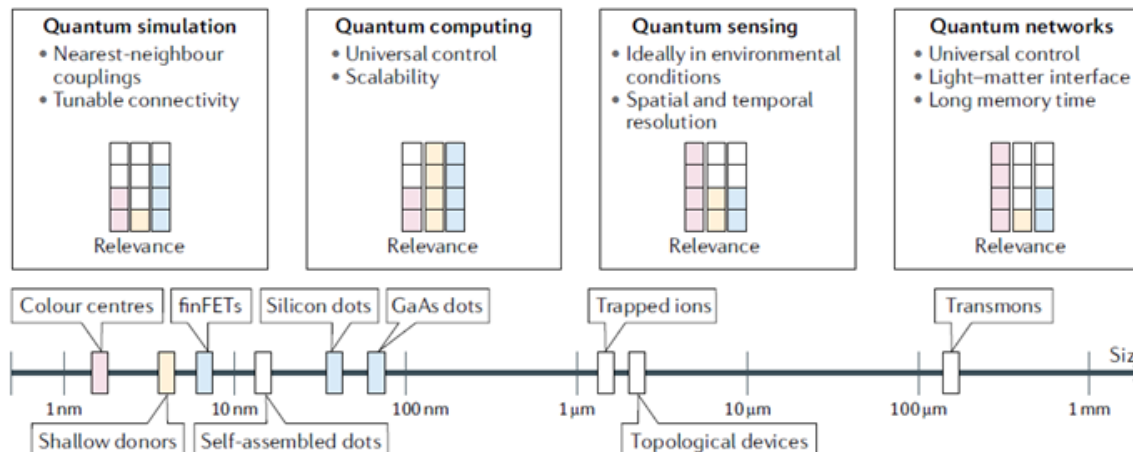 Quantum simulation
• Nearest-neighbour
couplings
• Tunable connectivity
Relevance
Quantum computing
• Universal control
• Scalability
Relevance
Quantum sensing
• Ideally in environmental
conditions
• Spatial and temporal
resolution
Relevance
Quantum networks
• Universal control
• Light–matter interface
• Long memory time
Relevance
Colour centres
finFETs
Silicon dots
GaAs dots
Trapped ions
Transmons
Siz
1 nm
10 nm
100 nm
1 µm
10 µm
100 µm
1 mm
Shallow donors
Self-assembled dots
Topological devices